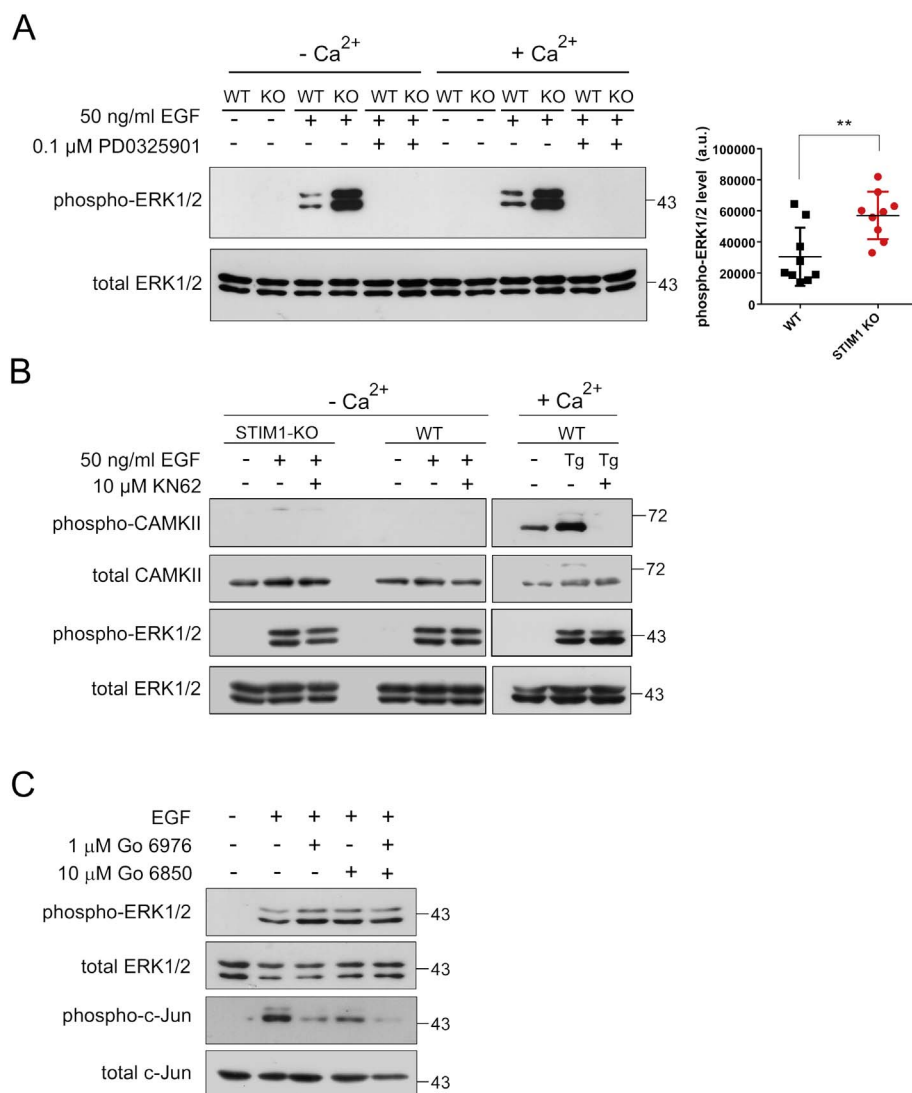 A
- Ca2+ + Ca2+
WT KO WT KO WT KO WT KO WT KO WT KO
50 ng/ml EGF - - + + + + - - + + + +
0.1 µM PD0325901 - - - - + + - - - - + +
phospho-ERK1/2 43
total ERK1/2 43
phospho-ERK1/2 level (a.u.)
**
100000
80000
60000
40000
20000
0
WT STIM1 KO
B
- Ca2+ + Ca2+
STIM1-KO WT WT
50 ng/ml EGF - + + - + + - Tg Tg
10 µM KN62 - - + - - + - - +
phospho-CAMKII 72
total CAMKII 72
phospho-ERK1/2 43
total ERK1/2 43
C
EGF - + + + +
1 µM Go 6976 - - + - +
10 µM Go 6850 - - - + +
phospho-ERK1/2 43
total ERK1/2 43
phospho-c-Jun 43
total c-Jun 43